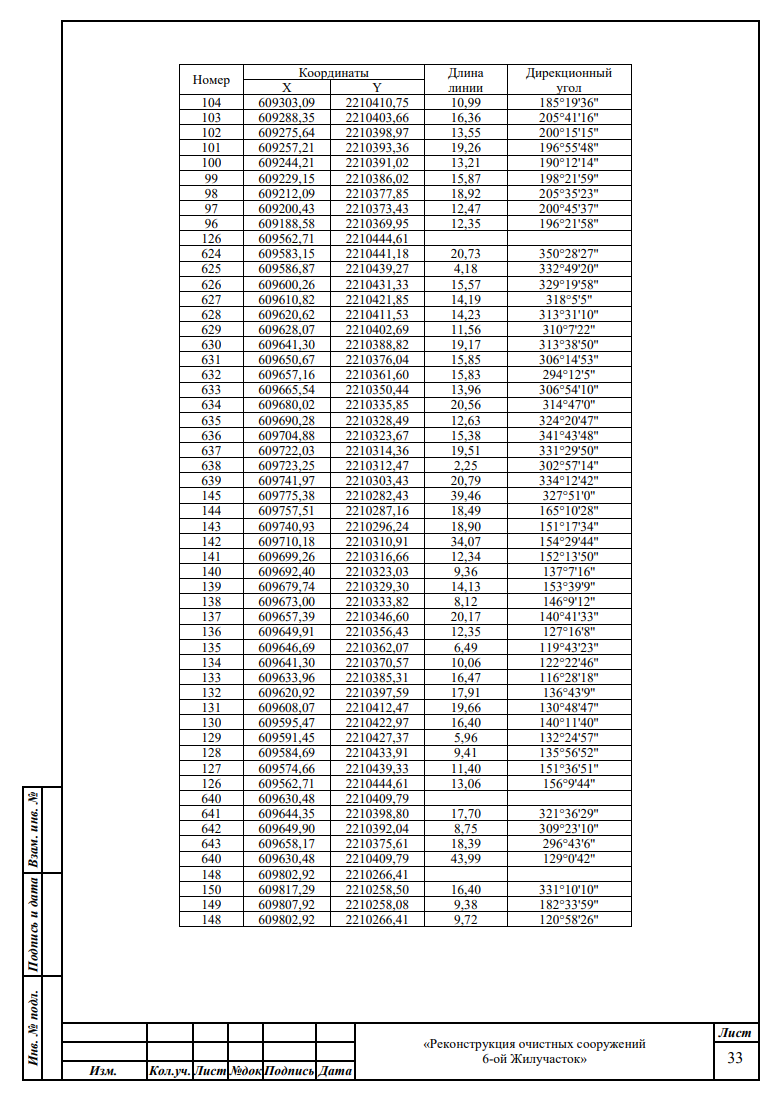 Номер Координаты Длина линии Дирекционный угол
X Y
104 609303,09 2210410,75 10,99 185°19'36"
103 609288,35 2210403,66 16,36 205°41'16"
102 609275,64 2210398,97 13,55 200°15'15"
101 609257,21 2210393,36 19,26 196°55'48"
100 609244,21 2210391,02 13,21 190°12'14"
99 609229,15 2210386,02 15,87 198°21'59"
98 609212,09 2210377,85 18,92 205°35'23"
97 609200,43 2210373,43 12,47 200°45'37"
96 609188,58 2210369,95 12,35 196°21'58"
126 609562,71 2210444,61
624 609583,15 2210441,18 20,73 350°28'27"
625 609586,87 2210439,27 4,18 332°49'20"
626 609600,26 2210431,33 15,57 329°19'58"
627 609610,82 2210421,85 14,19 318°5'5"
628 609620,62 2210411,53 14,23 313°31'10"
629 609628,07 2210402,69 11,56 310°7'22"
630 609641,30 2210388,82 19,17 313°38'50"
631 609650,67 2210376,04 15,85 306°14'53"
632 609657,16 2210361,60 15,83 294°12'5"
633 609665,54 2210350,44 13,96 306°54'10"
634 609680,02 2210335,85 20,56 314°47'0"
635 609690,28 2210328,49 12,63 324°20'47"
636 609704,88 2210323,67 15,38 341°43'48"
637 609722,03 2210314,36 19,51 331°29'50"
638 609723,25 2210312,47 2,25 302°57'14"
639 609741,97 2210303,43 20,79 334°12'42"
145 609775,38 2210282,43 39,46 327°51'0"
144 609757,51 2210287,16 18,49 165°10'28"
143 609740,93 2210296,24 18,90 151°17'34"
142 609710,18 2210310,91 34,07 154°29'44"
141 609699,26 2210316,66 12,34 152°13'50"
140 609692,40 2210323,03 9,36 137°7'16"
139 609679,74 2210329,30 14,13 153°39'9"
138 609673,00 2210333,82 8,12 146°9'12"
137 609657,39 2210346,60 20,17 140°41'33"
136 609649,91 2210356,43 12,35 127°16'8"
135 609646,69 2210362,07 6,49 119°43'23"
134 609641,30 2210370,57 10,06 122°22'46"
133 609633,96 2210385,31 16,47 116°28'18"
132 609620,92 2210397,59 17,91 136°43'9"
131 609608,07 2210412,47 19,66 130°48'47"
130 609595,47 2210422,97 16,40 140°11'40"
129 609591,45 2210427,37 5,96 132°24'57"
128 609584,69 2210433,91 9,41 135°56'52"
127 609574,66 2210439,33 11,40 151°36'51"
126 609562,71 2210444,61 13,06 156°9'44"
640 609630,48 2210409,79
641 609644,35 2210398,80 17,70 321°36'29"
642 609649,90 2210392,04 8,75 309°23'10"
643 609658,17 2210375,61 18,39 296°43'6"
640 609630,48 2210409,79 43,99 129°0'42"
148 609802,92 2210266,41
150 609817,29 2210258,50 16,40 331°10'10"
149 609807,92 2210258,08 9,38 182°33'59"
148 609802,92 2210266,41 9,72 120°58'26"
Взам. инв. №
Подпись и дата
Инв. № подл.
«Реконструкция очистных сооружений
6-ой Жилучасток»
Лист
33
Изм. Кол.уч. Лист №док Подпись Дата